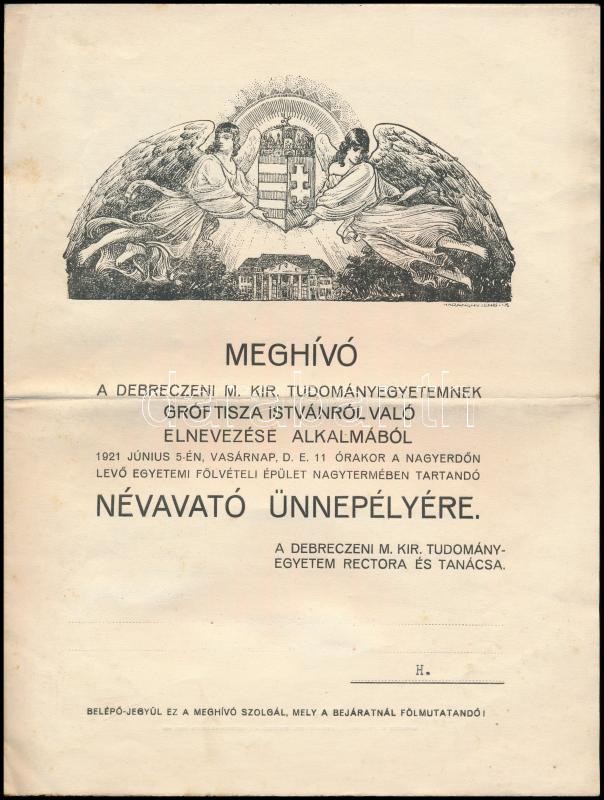 MEGHÍVÓ
A DEBRECZENI M. KIR. TUDOMÁNYEGYETEMNEK
GRÓF TISZA ISTVÁNRÓL VALÓ
ELNEVEZÉSE ALKALMÁBÓL
1921 JÚNIUS 5-ÉN, VASÁRNAP, D. E. 11 ÓRAKOR A NAGYERDŐN
LEVŐ EGYETEMI FÖLVÉTELI ÉPÜLET NAGYTERMÉBEN TARTANDÓ
NÉVAVATÓ ÜNNEPÉLYÉRE.
A DEBRECZENI M. KIR. TUDOMÁNY-
EGYETEM RECTORA ÉS TANÁCSA.
H.
BELÉPŐ-JEGYÜL EZ A MEGHÍVÓ SZOLGÁL, MELY A BEJÁRATNÁL FÖLMUTATANDÓ!